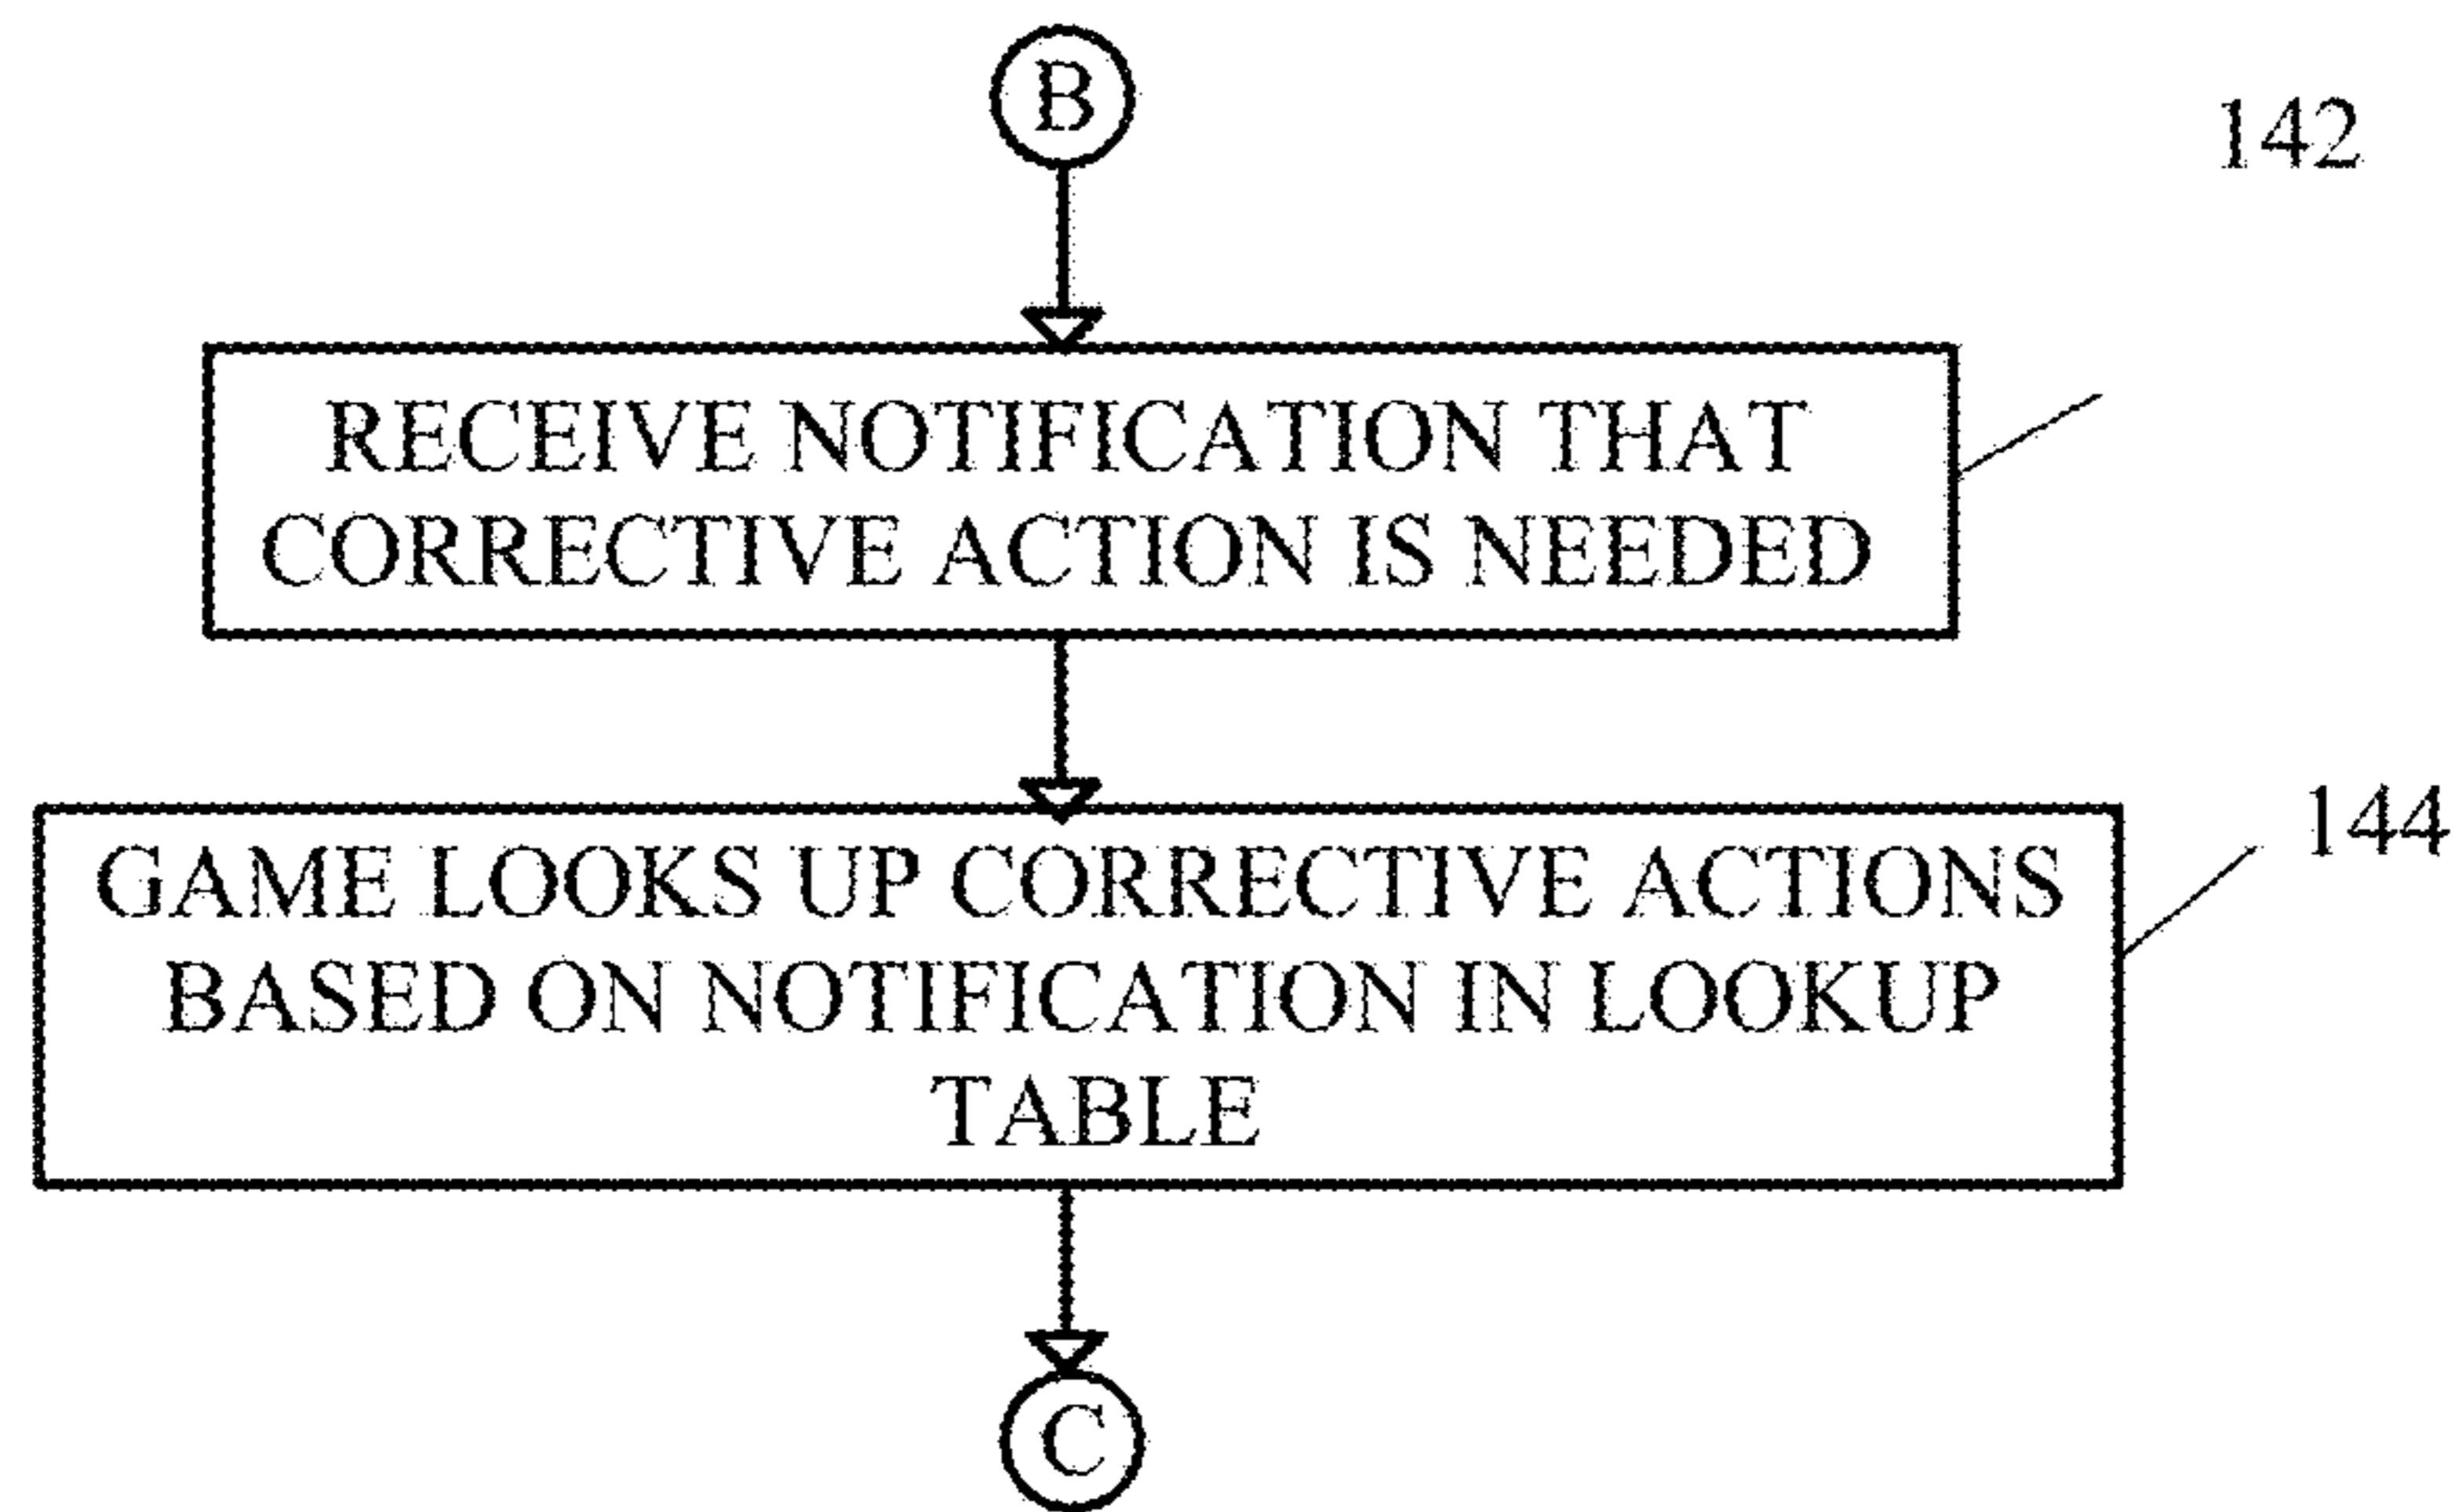 B
142
RECEIVE NOTIFICATION THAT
CORRECTIVE ACTION IS NEEDED
144
GAME LOOKS UP CORRECTIVE ACTIONS
BASED ON NOTIFICATION IN LOOKUP
TABLE
C